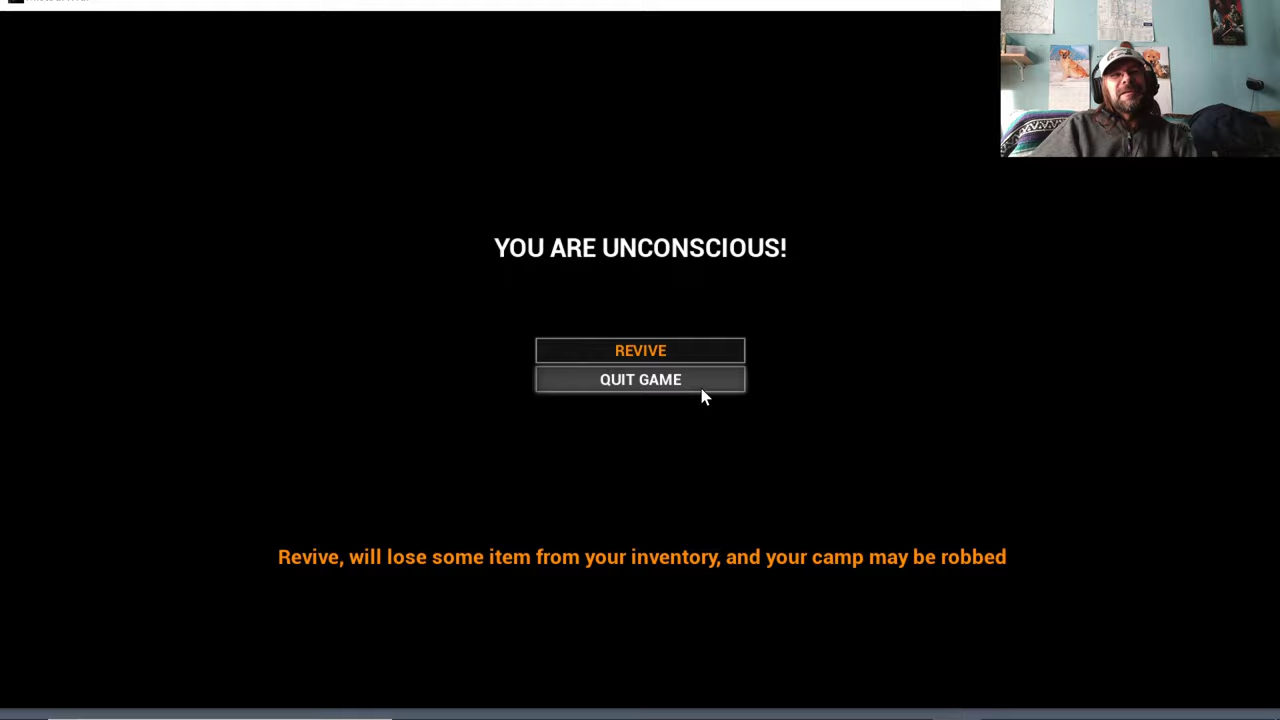 YOU ARE UNCONSCIOUS!
REVIVE
QUIT GAME
Revive, will lose some item from your inventory, and your camp may be robbed